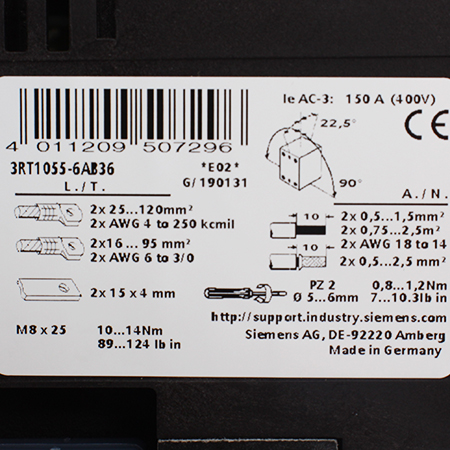 Ie AC-3: 150 A (400V)
22,5°
CE
4 011209 507296
3RT1055-6AB36 *E02*
L./T. G/190131
90°
A./N.
2x 25...120mm²
2x AWG 4 to 250 kcmil
2x16... 95 mm²
2x AWG 6 to 3/0
2x 15 x 4 mm
10 2x 0,5...1,5mm²
2x 0,75...2,5m²
10 2x AWG 18 to 14
2x 0,5...2,5 mm²
PZ 2 0,8...1,2Nm
Ø 5...6mm 7...10.3lb in
M8 x 25 10...14Nm
89...124 lb in
http://support.industry.siemens.com
Siemens AG, DE-92220 Amberg
Made in Germany